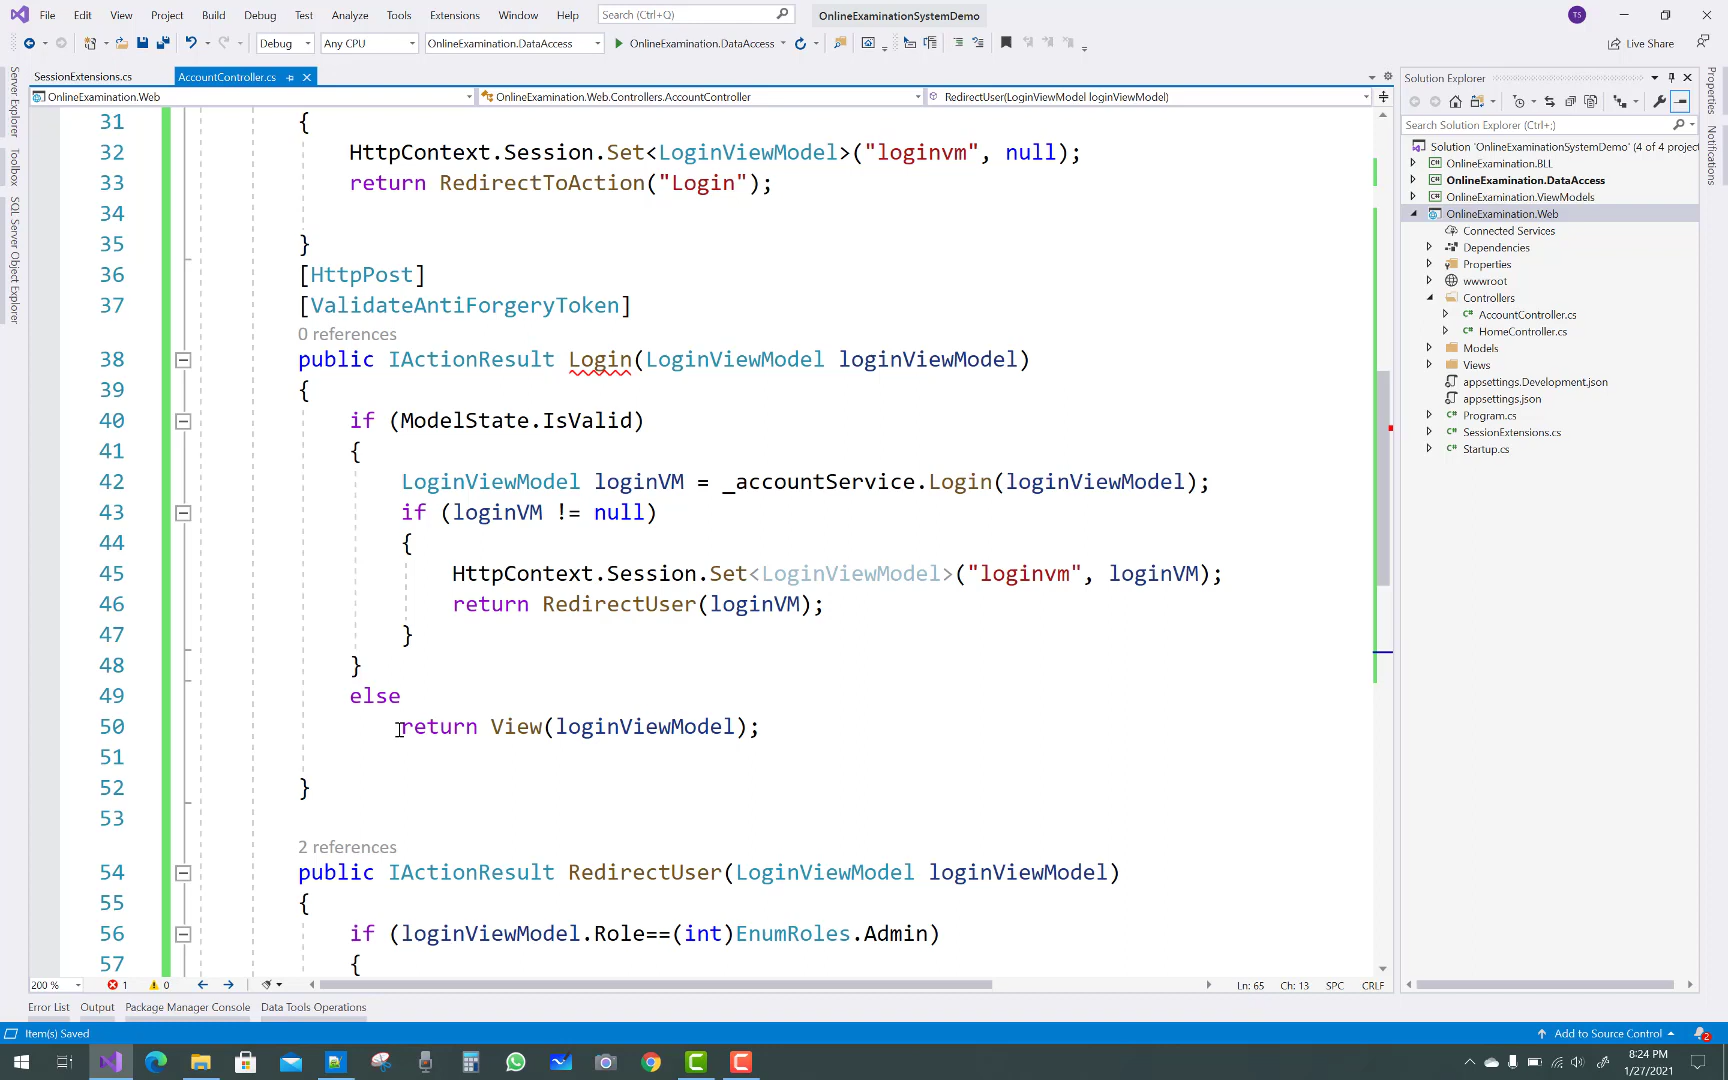 File Edit View Project Build Debug Test Analyze Tools Extensions Window Help Search (Ctrl+Q) OnlineExaminationSystemDemo TS
Debug Any CPU OnlineExamination.DataAccess OnlineExamination.DataAccess Live Share
SessionExtensions.cs AccountController.cs
OnlineExamination.Web OnlineExamination.Web.Controllers.AccountController RedirectUser(LoginViewModel loginViewModel)
Server Explorer
Toolbox
SQL Server Object Explorer
31 {
32 HttpContext.Session.Set<LoginViewModel>("loginvm", null);
33 return RedirectToAction("Login");
34
35 }
36 [HttpPost]
37 [ValidateAntiForgeryToken]
0 references
38 public IActionResult Login(LoginViewModel loginViewModel)
39 {
40 if (ModelState.IsValid)
41 {
42 LoginViewModel loginVM = _accountService.Login(loginViewModel);
43 if (loginVM != null)
44 {
45 HttpContext.Session.Set<LoginViewModel>("loginvm", loginVM);
46 return RedirectUser(loginVM);
47 }
48 }
49 else
50 return View(loginViewModel);
51
52 }
53
2 references
54 public IActionResult RedirectUser(LoginViewModel loginViewModel)
55 {
56 if (loginViewModel.Role==(int)EnumRoles.Admin)
57 {
200 % 1 0 Ln: 65 Ch: 13 SPC CRLF
Error List Output Package Manager Console Data Tools Operations
Item(s) Saved Add to Source Control 2
Solution Explorer
Search Solution Explorer (Ctrl+;)
Solution 'OnlineExaminationSystemDemo' (4 of 4 project
OnlineExamination.BLL
OnlineExamination.DataAccess
OnlineExamination.ViewModels
OnlineExamination.Web
Connected Services
Dependencies
Properties
wwwroot
Controllers
AccountController.cs
HomeController.cs
Models
Views
appsettings.Development.json
appsettings.json
Program.cs
SessionExtensions.cs
Startup.cs
Properties
Notifications
8:24 PM
1/27/2021